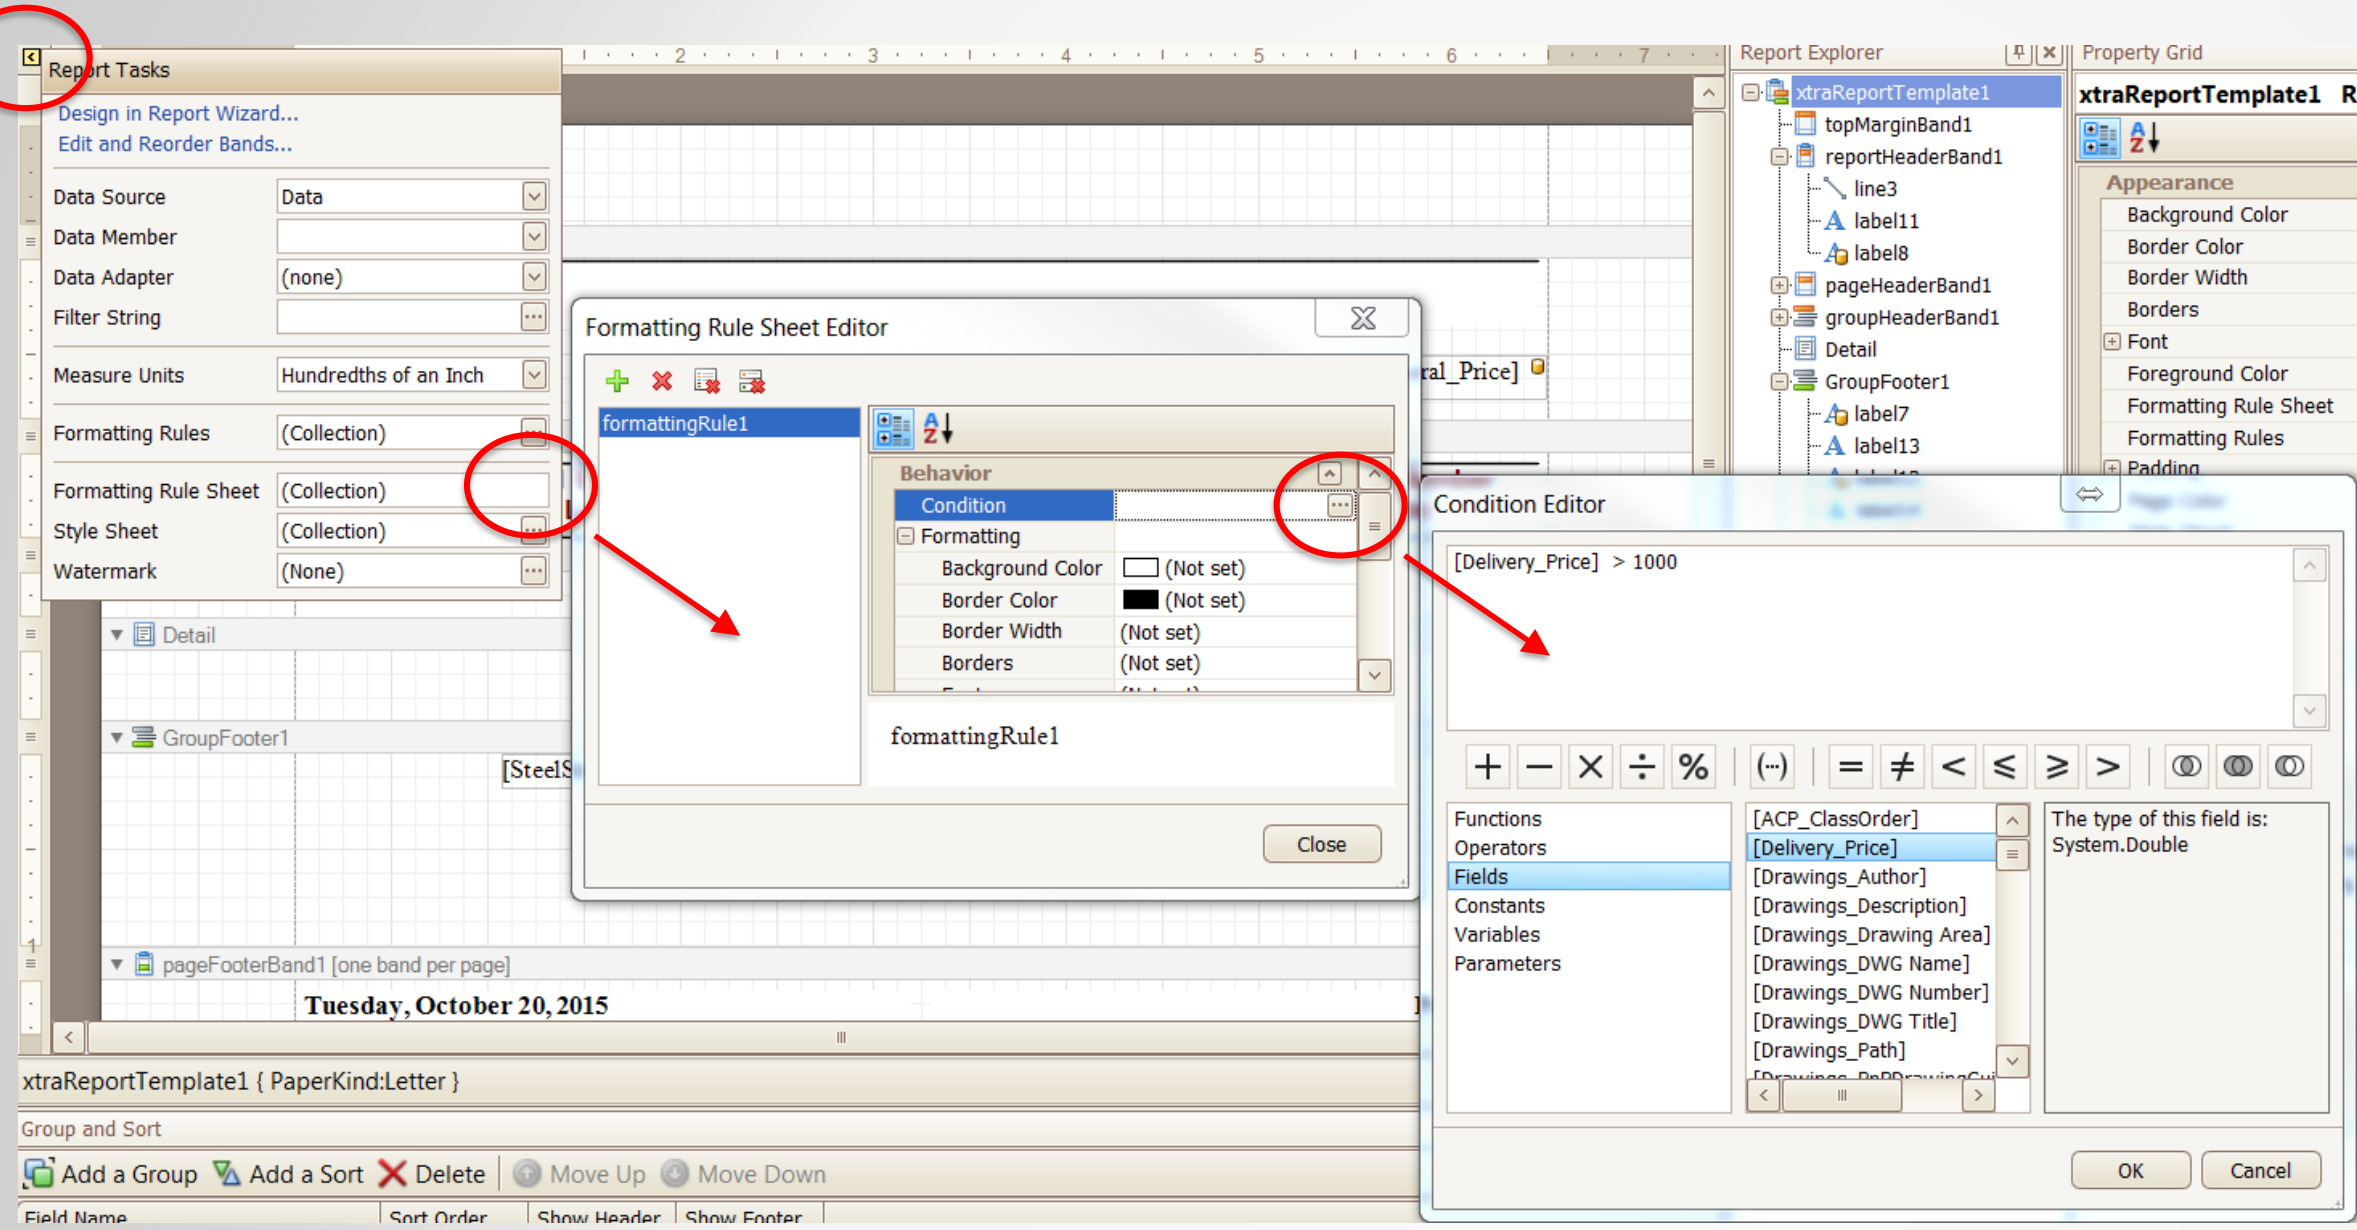 Report Tasks
Design in Report Wizard...
Edit and Reorder Bands...
Data Source Data
Data Member
Data Adapter (none)
Filter String
Measure Units Hundredths of an Inch
Formatting Rules (Collection)
Formatting Rule Sheet (Collection)
Style Sheet (Collection)
Watermark (None)
2 3 4 5 6 7
ral_Price]
Detail
GroupFooter1
[SteelS
pageFooterBand1 [one band per page]
Tuesday, October 20, 2015
1
xtraReportTemplate1 { PaperKind:Letter }
Group and Sort
Add a Group Add a Sort Delete Move Up Move Down
Field Name Sort Order Show Header Show Footer
Formatting Rule Sheet Editor
formattingRule1
A
Z
Behavior
Condition
Formatting
Background Color (Not set)
Border Color (Not set)
Border Width (Not set)
Borders (Not set)
formattingRule1
Close
Report Explorer
xtraReportTemplate1
topMarginBand1
reportHeaderBand1
line3
label11
label8
pageHeaderBand1
groupHeaderBand1
Detail
GroupFooter1
label7
label13
Property Grid
xtraReportTemplate1 R
A
Z
Appearance
Background Color
Border Color
Border Width
Borders
Font
Foreground Color
Formatting Rule Sheet
Formatting Rules
Padding
Condition Editor
[Delivery_Price] > 1000
+ − × ÷ % (···) = ≠ < ≤ ≥ >
Functions
Operators
Fields
Constants
Variables
Parameters
[ACP_ClassOrder]
[Delivery_Price]
[Drawings_Author]
[Drawings_Description]
[Drawings_Drawing Area]
[Drawings_DWG Name]
[Drawings_DWG Number]
[Drawings_DWG Title]
[Drawings_Path]
[Drawings_PnPDrawingGui
The type of this field is:
System.Double
OK Cancel